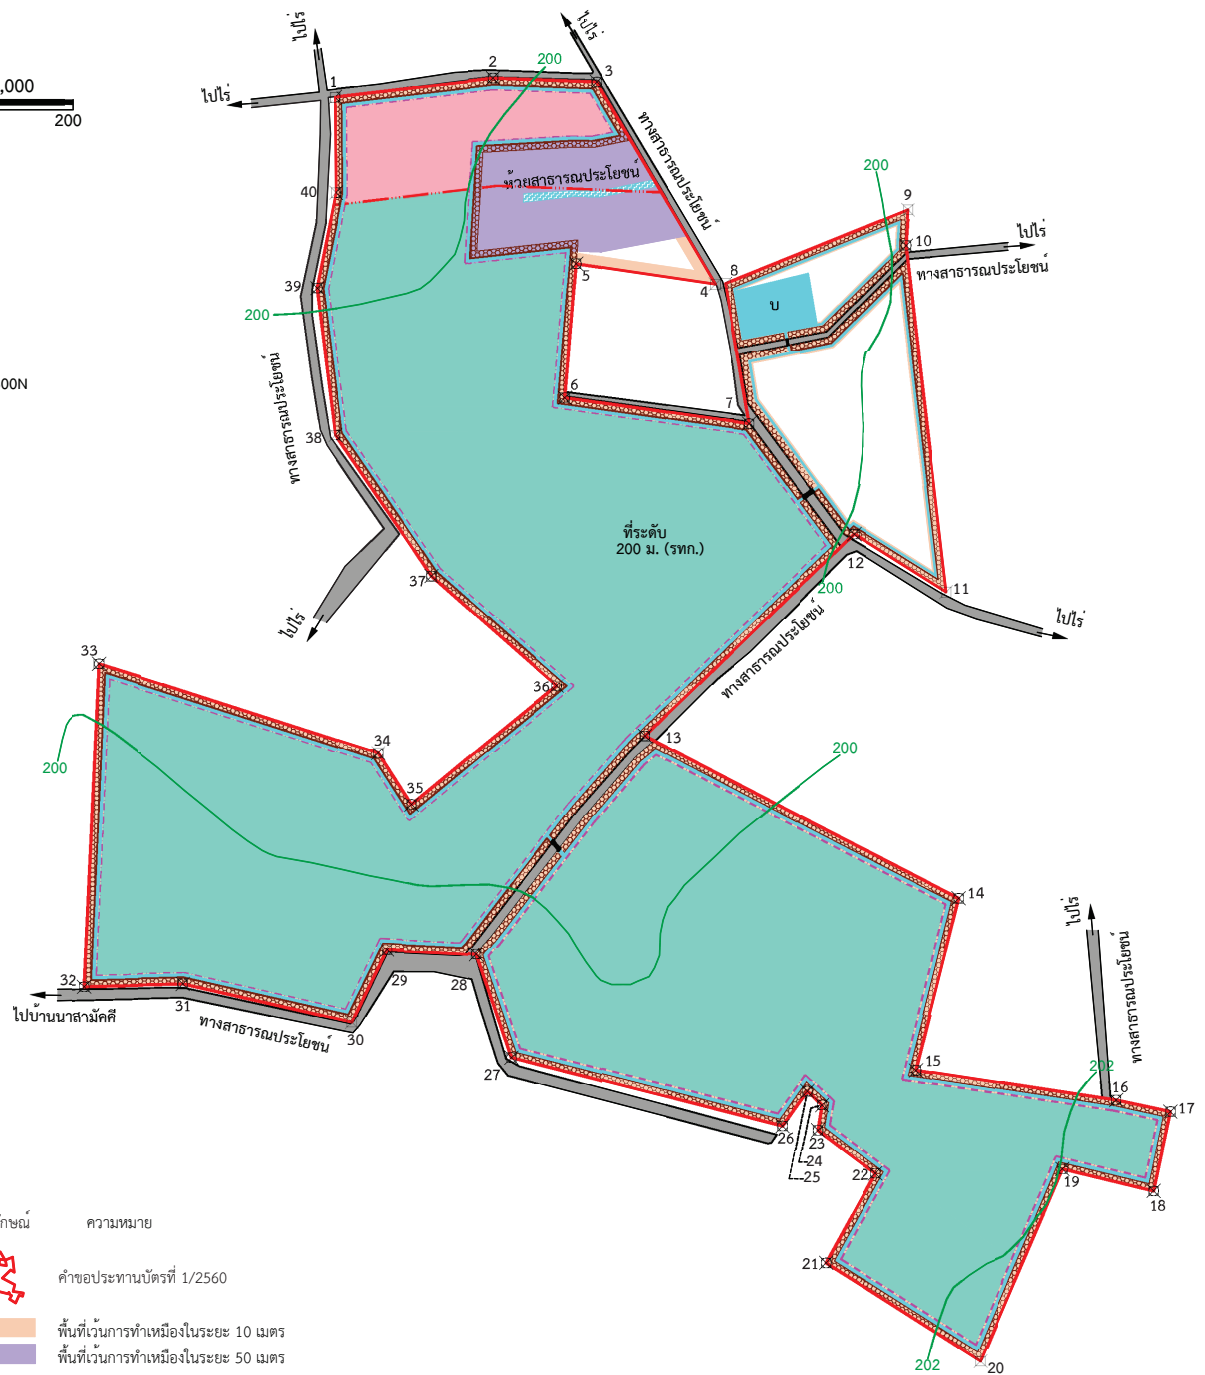 ไปไร่
ไปไร่
,000
200
ไปไร่
1
2
3
200
ทางสาธารณประโยชน์
ห้วยสาธารณประโยชน์
40
200
9
10
ไปไร่
ทางสาธารณประโยชน์
5
8
4
39
200
บ
00N
ทางสาธารณประโยชน์
6
7
38
ที่ระดับ
200 ม. (รทก.)
12
37
200
11
ไปไร่
ไปไร่
ทางสาธารณประโยชน์
33
36
34
13
200
200
35
14
ไปไร่
ทางสาธารณประโยชน์
32
31
29
28
ไปบ้านนาสามัคคี
ทางสาธารณประโยชน์
30
27
15
202
16
17
26
23
24
25
22
19
18
21
202
20
ักษณ์ ความหมาย
คำขอประทานบัตรที่ 1/2560
พื้นที่เว้นการทำเหมืองในระยะ 10 เมตร
พื้นที่เว้นการทำเหมืองในระยะ 50 เมตร